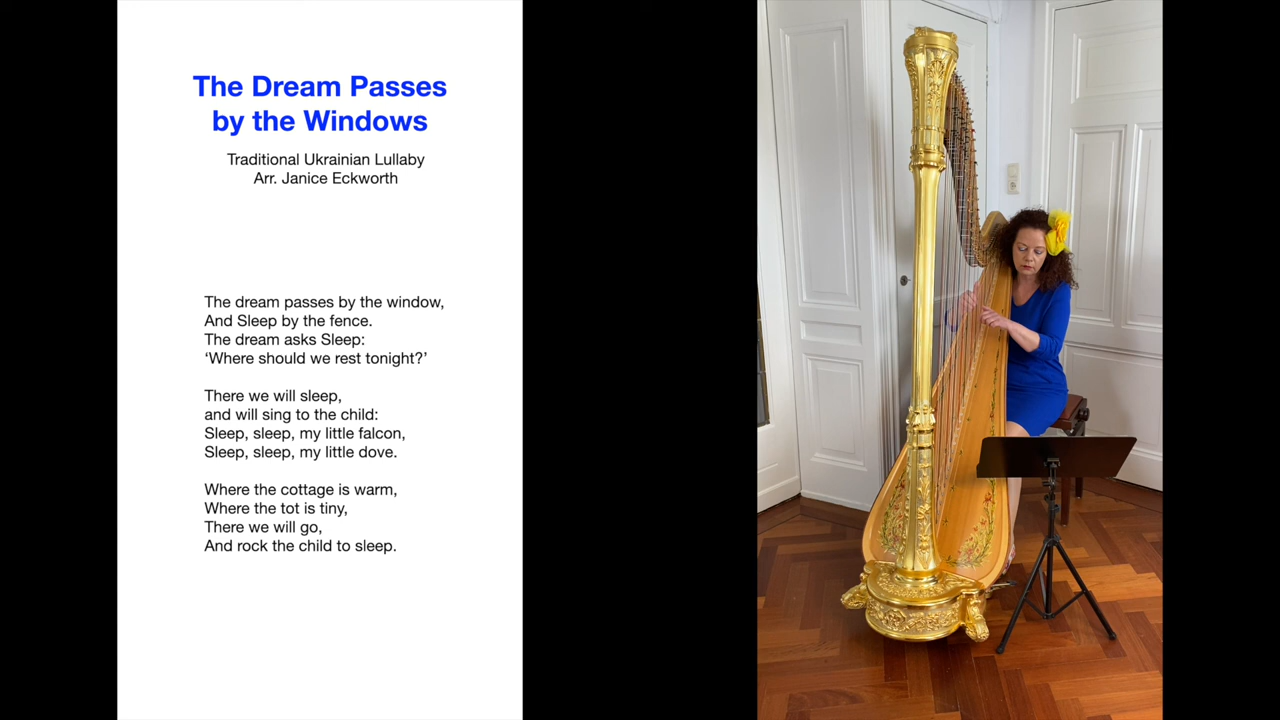 The Dream Passes
by the Windows
Traditional Ukrainian Lullaby
Arr. Janice Eckworth
The dream passes by the window,
And Sleep by the fence.
The dream asks Sleep:
‘Where should we rest tonight?’
There we will sleep,
and will sing to the child:
Sleep, sleep, my little falcon,
Sleep, sleep, my little dove.
Where the cottage is warm,
Where the tot is tiny,
There we will go,
And rock the child to sleep.